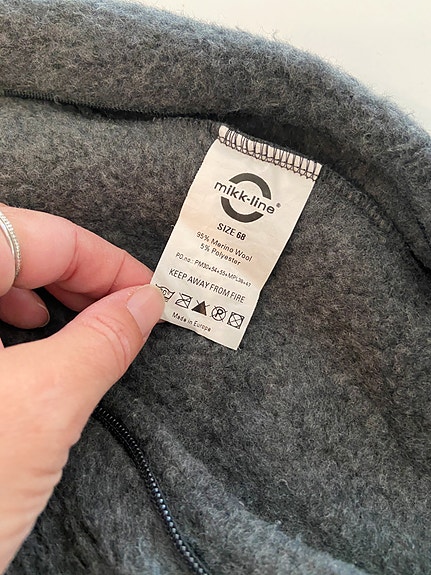 mikk-line®
SIZE 68
95% Merino Wool
5% Polyester
KEEP AWAY FROM FIRE
Made in Europe